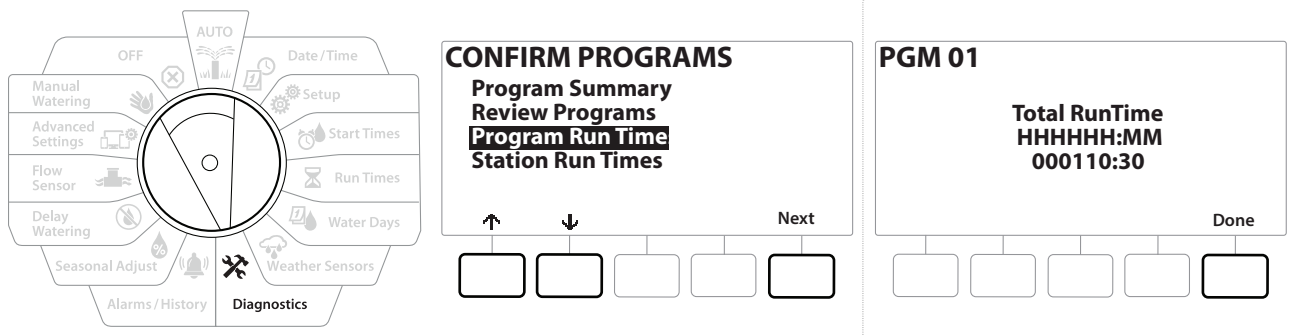 AUTO
OFF
Date / Time
Manual
Watering
Setup
Advanced
Settings
Start Times
Flow
Sensor
Run Times
Delay
Watering
Water Days
Seasonal Adjust
Weather Sensors
Alarms / History
Diagnostics
CONFIRM PROGRAMS
Program Summary
Review Programs
Program Run Time
Station Run Times
Next
PGM 01
Total RunTime
HHHHHH:MM
000110:30
Done